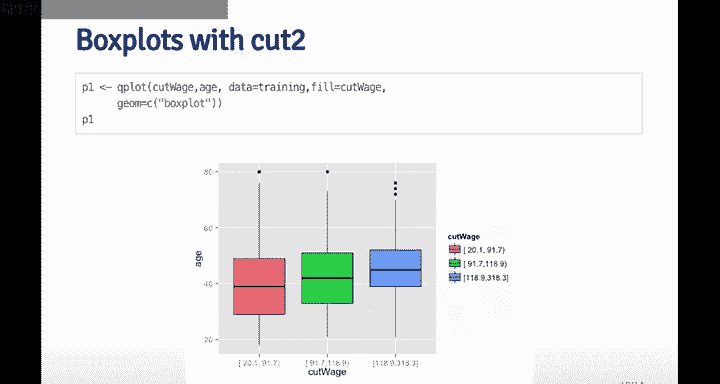 Boxplots with cut2
p1 <- qplot(cutWage,age, data=training,fill=cutWage,
geom=c("boxplot"))
p1
80
60
40
20
age
[ 20.1, 91.7)
[ 91.7,118.9)
[118.9,318.3]
cutWage
cutWage
[ 20.1, 91.7)
[ 91.7,118.9)
[118.9,318.3]